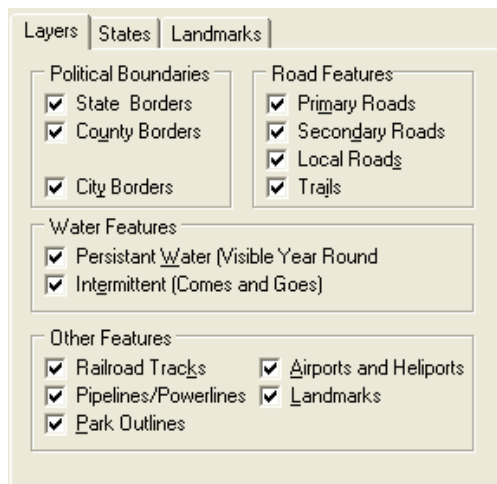 Layers States Landmarks
Political Boundaries
State Borders
County Borders
City Borders
Road Features
Primary Roads
Secondary Roads
Local Roads
Trails
Water Features
Persistant Water (Visible Year Round
Intermittent (Comes and Goes)
Other Features
Railroad Tracks
Pipelines/Powerlines
Park Outlines
Airports and Heliports
Landmarks